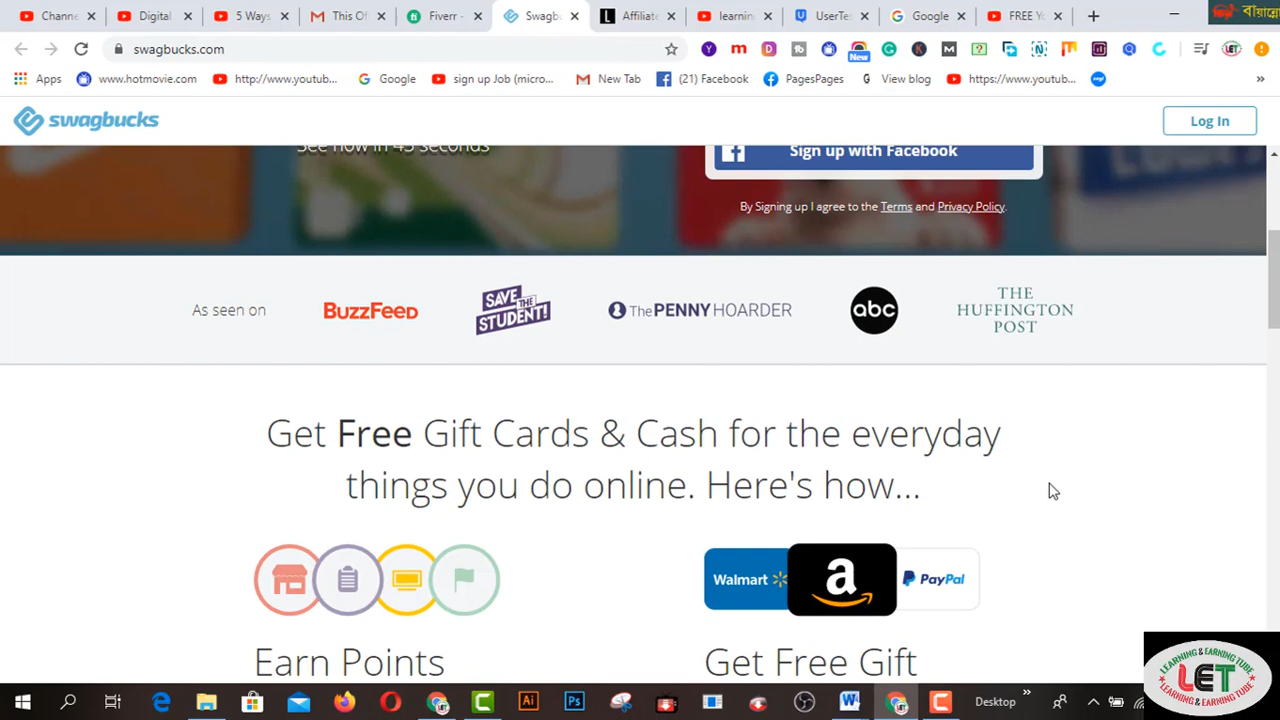 Chann
Digital
5 Ways
This Of
Fiverr -
Swagb
Affiliate
learnin
UserTe
Google
FREE Y
swagbucks.com
New
Apps
www.hotmovie.com
http://www.youtub...
Google
sign up Job (micro...
New Tab
(21) Facebook
PagesPages
View blog
https://www.youtub...
»
swagbucks
Log In
See how in 45 seconds
Sign up with Facebook
By Signing up I agree to the Terms and Privacy Policy.
As seen on
BuzzFeed
SAVE THE STUDENT!
The PENNY HOARDER
abc
THE
HUFFINGTON
POST
Get Free Gift Cards & Cash for the everyday
things you do online. Here's how...
Walmart
a
PayPal
Earn Points
Get Free Gift
Desktop
LEARNING & EARNING TUBE
LET
LEARNING & EARNING TUBE